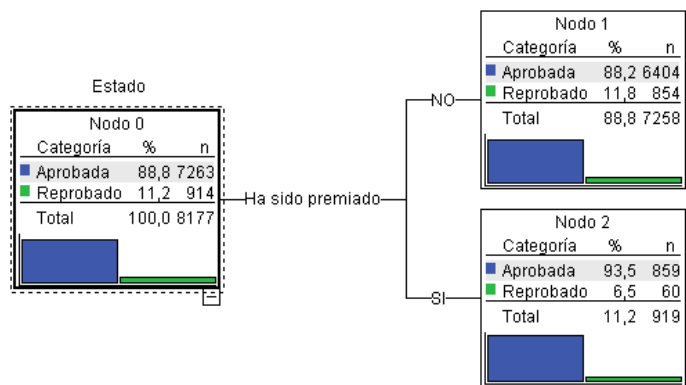 Estado
Nodo 0
Categoría % n
Aprobada 88,8 7263
Reprobado 11,2 914
Total 100,0 8177
Ha sido premiado
NO
Nodo 1
Categoría % n
Aprobada 88,2 6404
Reprobado 11,8 854
Total 88,8 7258
SI
Nodo 2
Categoría % n
Aprobada 93,5 859
Reprobado 6,5 60
Total 11,2 919